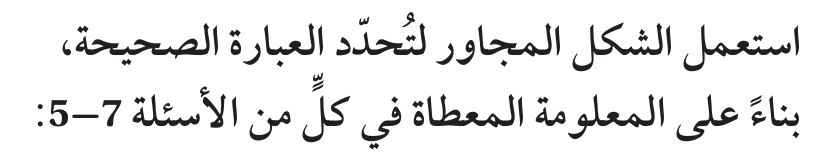 استعمل الشكل المجاور لتُحدّد العبارة الصحيحة،
بناءً على المعلومة المعطاة في كلٍّ من الأسئلة 7–5: